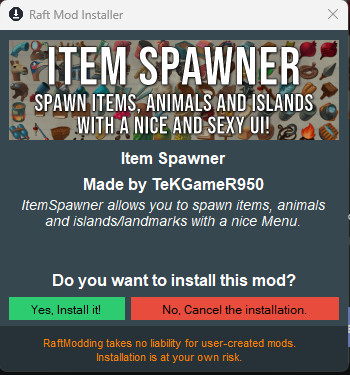 Raft Mod Installer
ITEM SPAWNER
SPAWN ITEMS, ANIMALS AND ISLANDS
WITH A NICE AND SEXY UI!
Item Spawner
Made by TeKGameR950
ItemSpawner allows you to spawn items, animals
and islands/landmarks with a nice Menu.
Do you want to install this mod?
Yes, Install it!
No, Cancel the installation.
RaftModding takes no liability for user-created mods.
Installation is at your own risk.